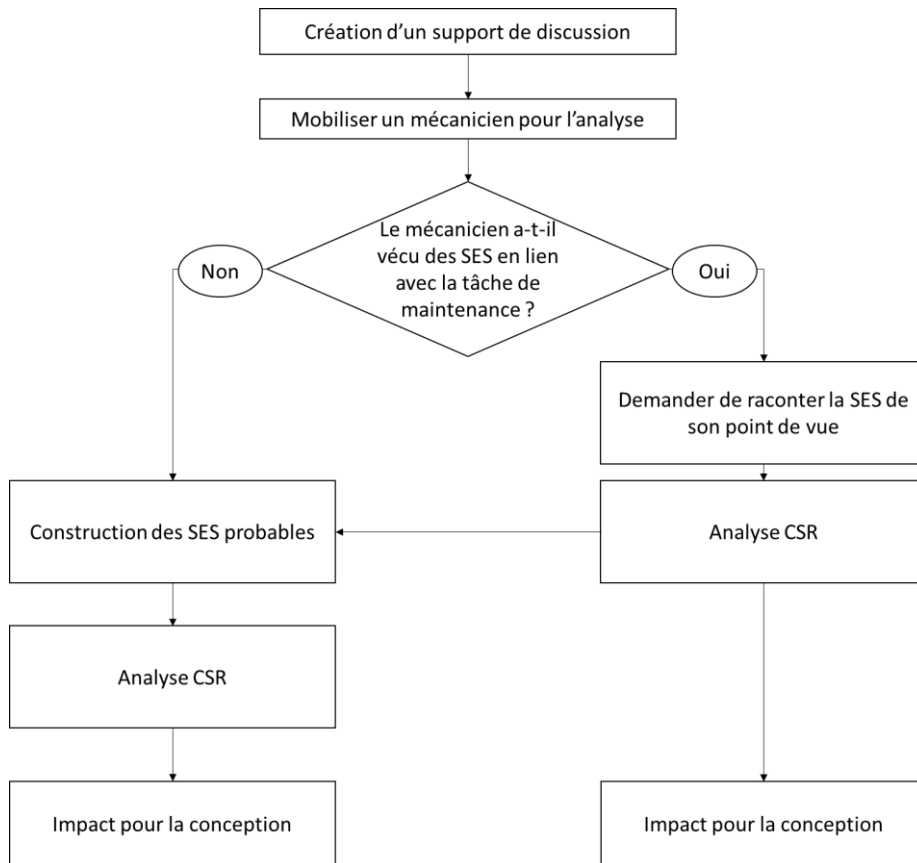 Création d’un support de discussion
Mobiliser un mécanicien pour l’analyse
Le mécanicien a-t-il
vécu des SES en lien
avec la tâche de
maintenance ?
Non
Oui
Demander de raconter la SES de
son point de vue
Construction des SES probables
Analyse CSR
Analyse CSR
Impact pour la conception
Impact pour la conception